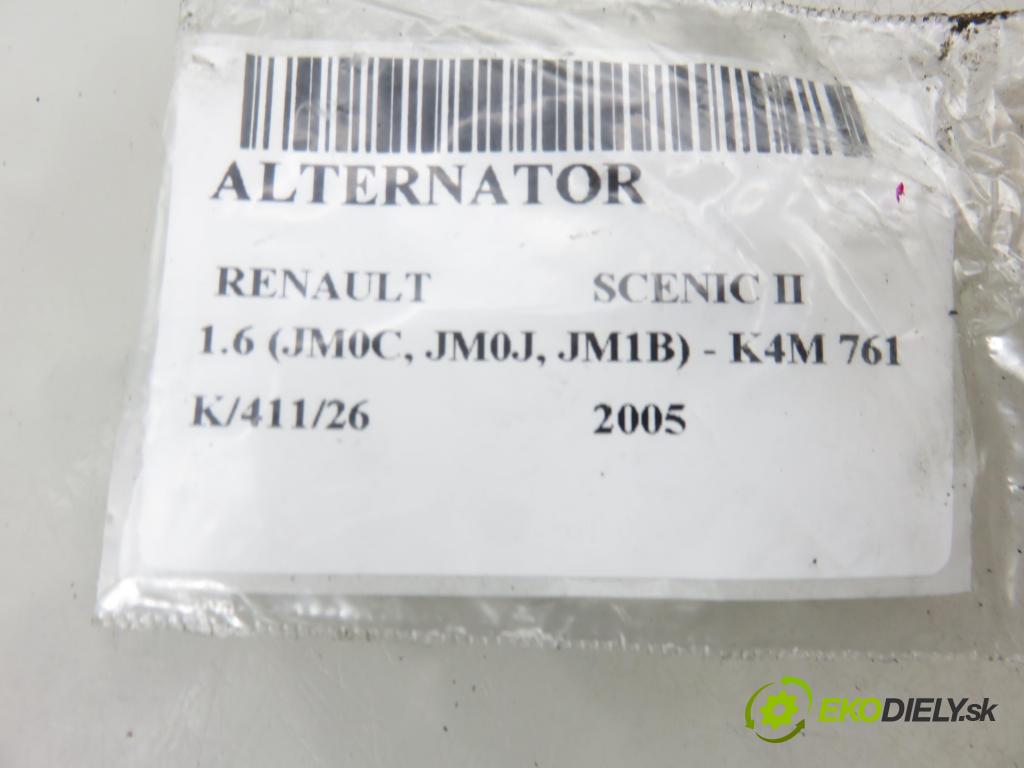 ALTERNATOR
RENAULT SCENIC II
1.6 (JM0C, JM0J, JM1B) - K4M 761
K/411/26 2005
EKODIELY.sk